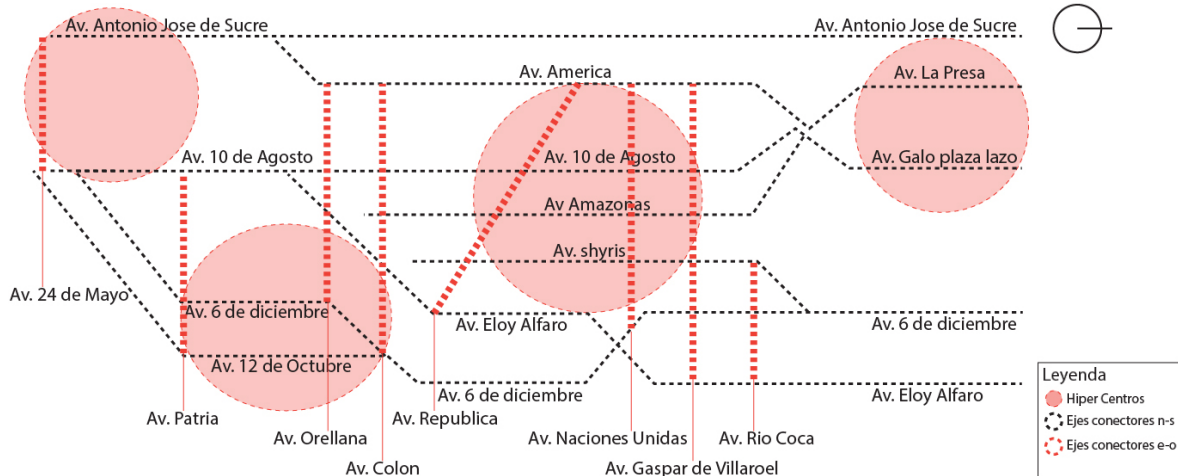 Av. Antonio Jose de Sucre
Av. Antonio Jose de Sucre
Av. America
Av. La Presa
Av. 10 de Agosto
Av. 10 de Agosto
Av. Galo plaza lazo
Av Amazonas
Av. shyris
Av. 24 de Mayo
Av. 6 de diciembre
Av. Eloy Alfaro
Av. 6 de diciembre
Av. 12 de Octubre
Av. 6 de diciembre
Av. Eloy Alfaro
Av. Patria
Av. Republica
Av. Orellana
Av. Naciones Unidas
Av. Rio Coca
Av. Colon
Av. Gaspar de Villaroel
Leyenda
Hiper Centros
Ejes conectores n-s
Ejes conectores e-o